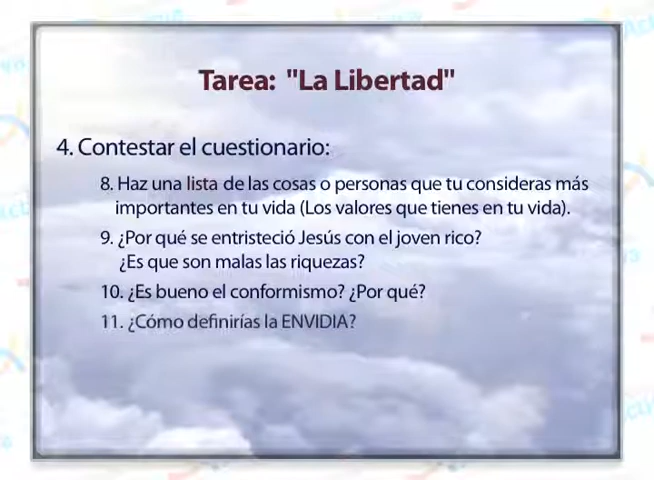 Tarea: "La Libertad"
4. Contestar el cuestionario:
8. Haz una lista de las cosas o personas que tu consideras más
importantes en tu vida (Los valores que tienes en tu vida).
9. ¿Por qué se entristeció Jesús con el joven rico?
¿Es que son malas las riquezas?
10. ¿Es bueno el conformismo? ¿Por qué?
11. ¿Cómo definirías la ENVIDIA?